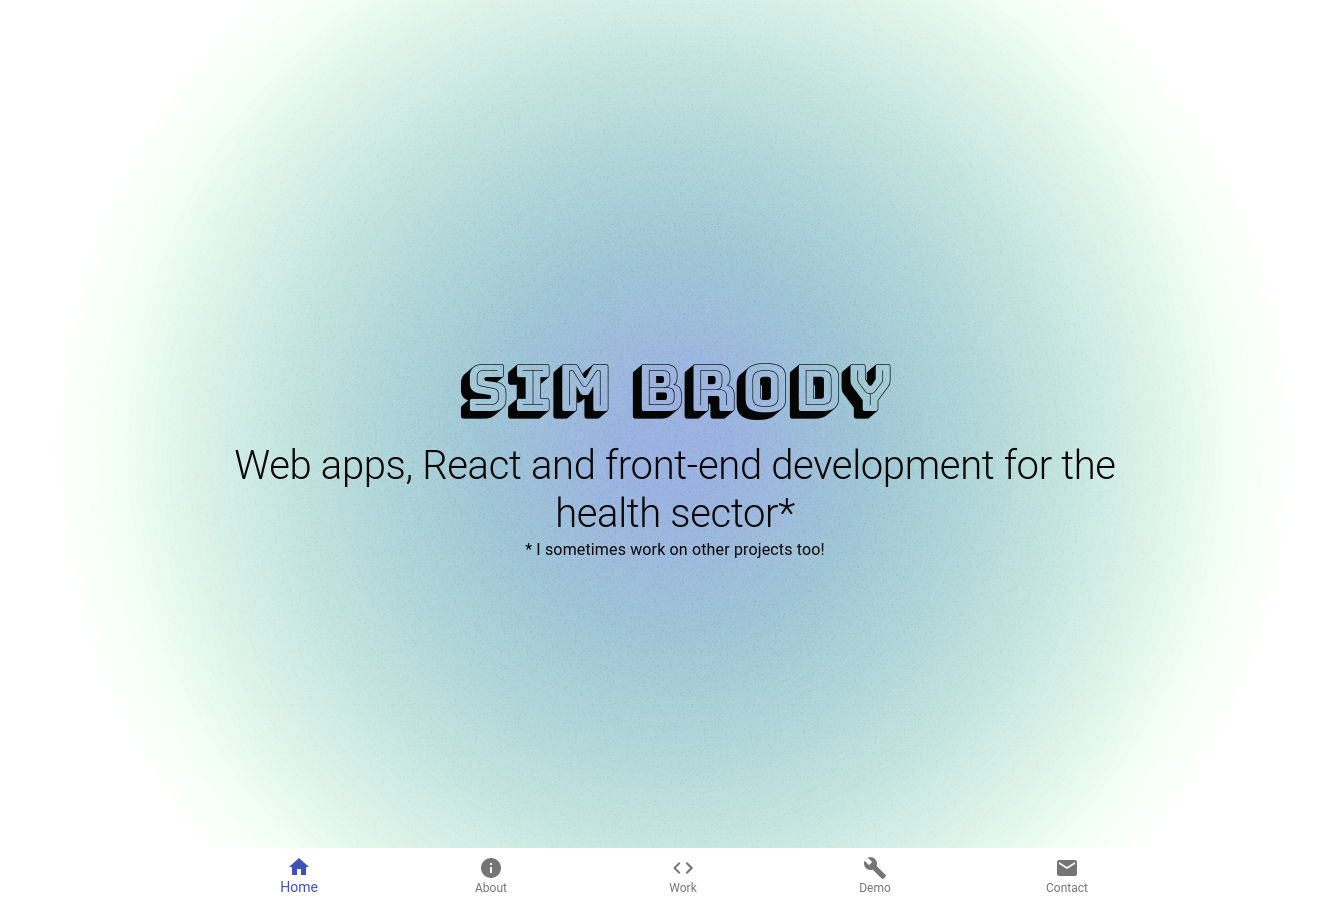 SIM BRODY
Web apps, React and front-end development for the
health sector*
* I sometimes work on other projects too!
Home
About
Work
Demo
Contact